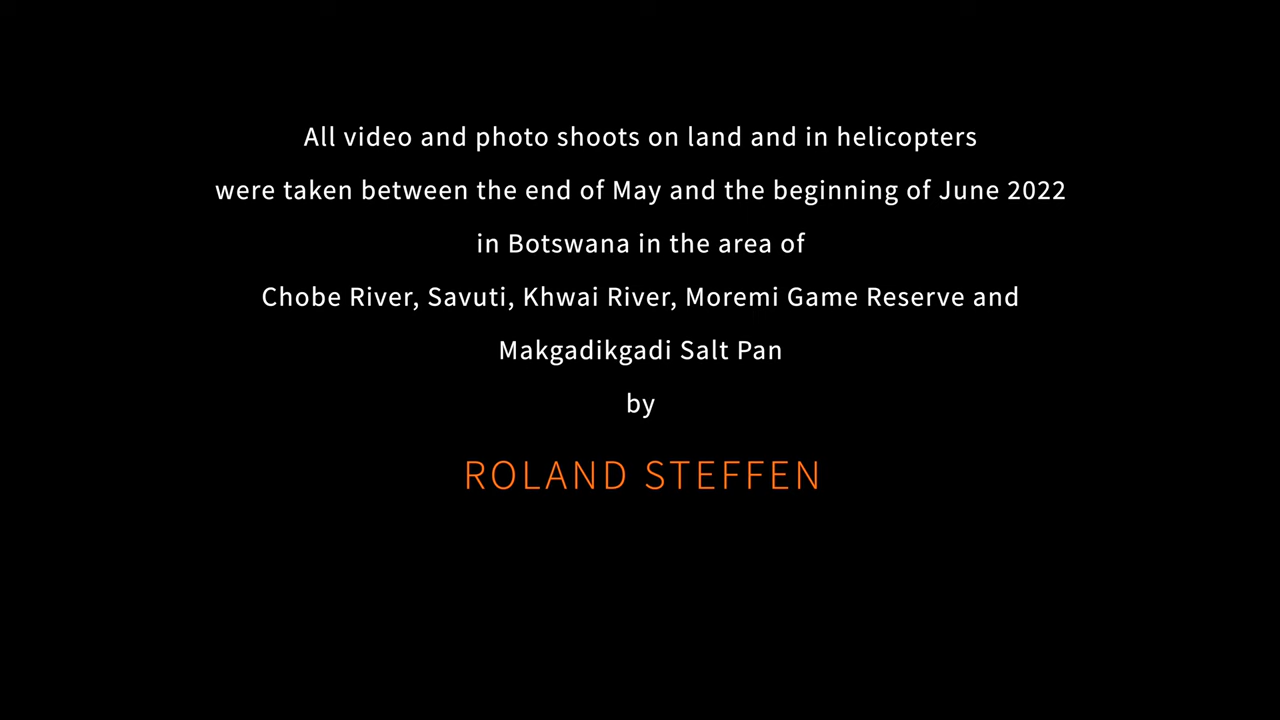 All video and photo shoots on land and in helicopters
were taken between the end of May and the beginning of June 2022
in Botswana in the area of
Chobe River, Savuti, Khwai River, Moremi Game Reserve and
Makgadikgadi Salt Pan
by
ROLAND STEFFEN